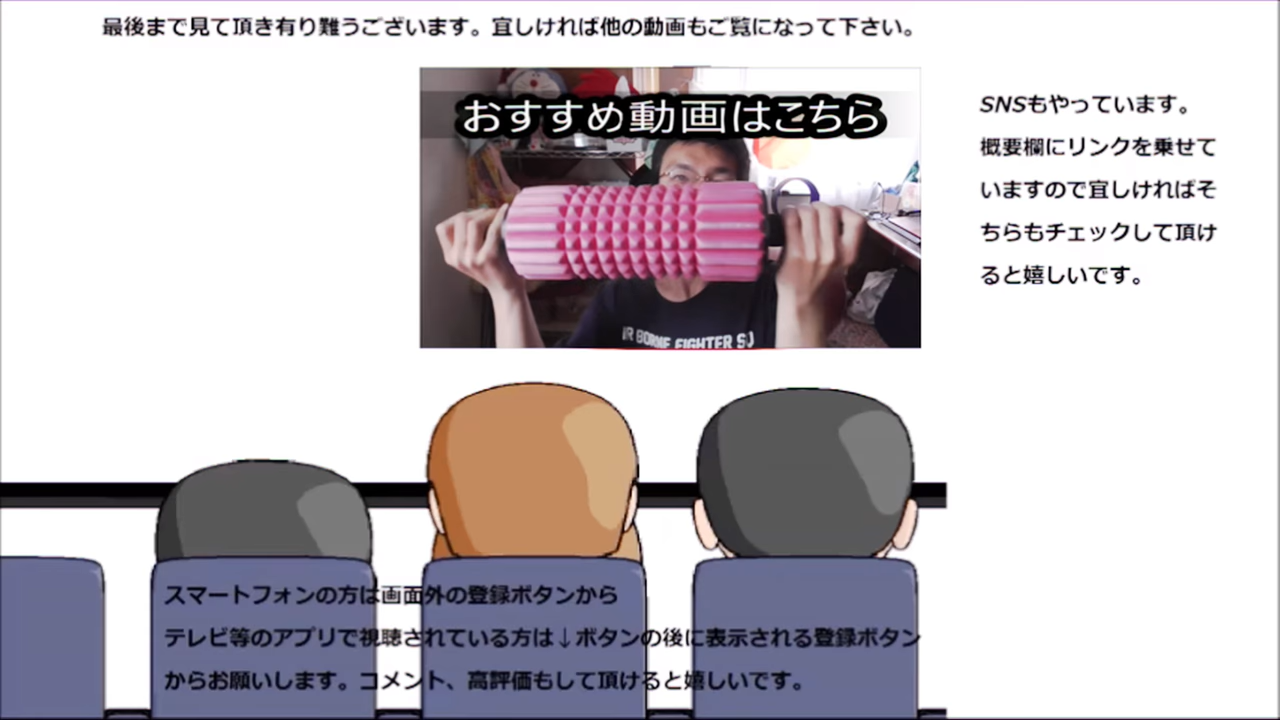 最後まで見て頂き有り難うございます。宜しければ他の動画もご覧になって下さい。
おすすめ動画はこちら
SNSもやっています。
概要欄にリンクを乗せて
いますので宜しければそ
ちらもチェックして頂け
ると嬉しいです。
BORNE FIGHTER
スマートフォンの方は画面外の登録ボタンから
テレビ等のアプリで視聴されている方は↓ボタンの後に表示される登録ボタン
からお願いします。コメント、高評価もして頂けると嬉しいです。